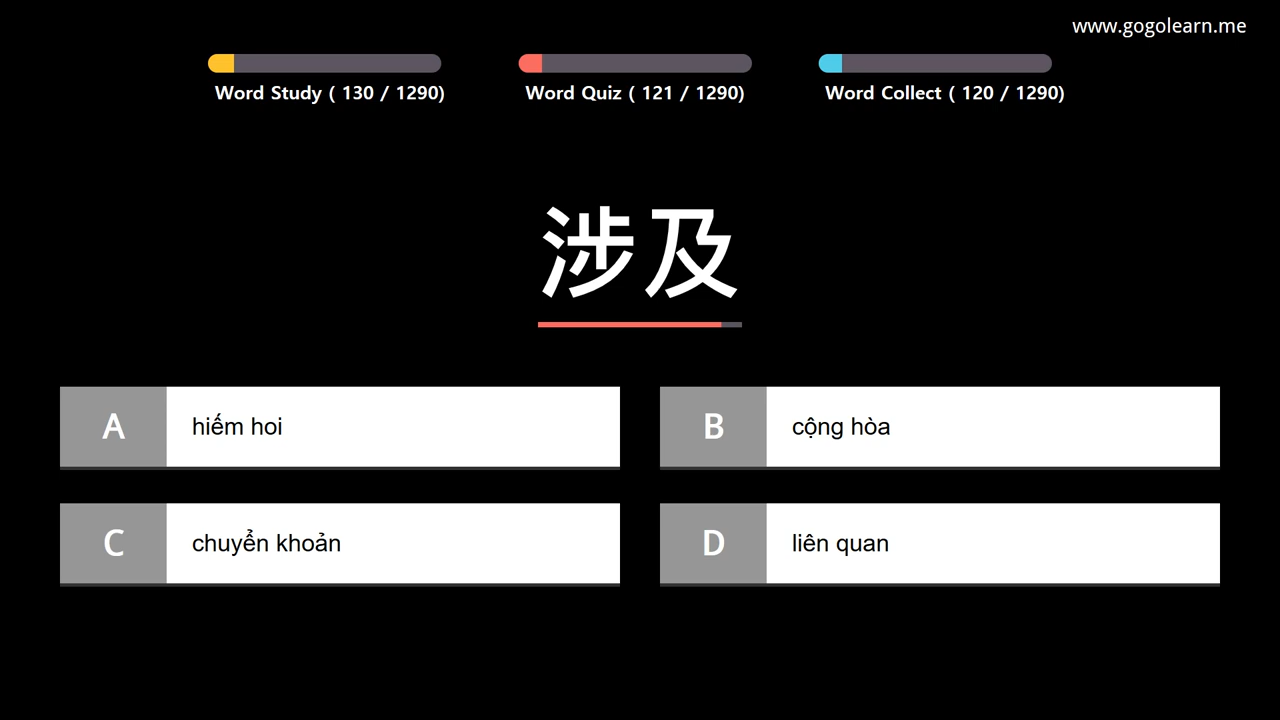 www.gogolearn.me
Word Study ( 130 / 1290)
Word Quiz ( 121 / 1290)
Word Collect ( 120 / 1290)
涉及
A
hiếm hoi
B
cộng hòa
C
chuyển khoản
D
liên quan